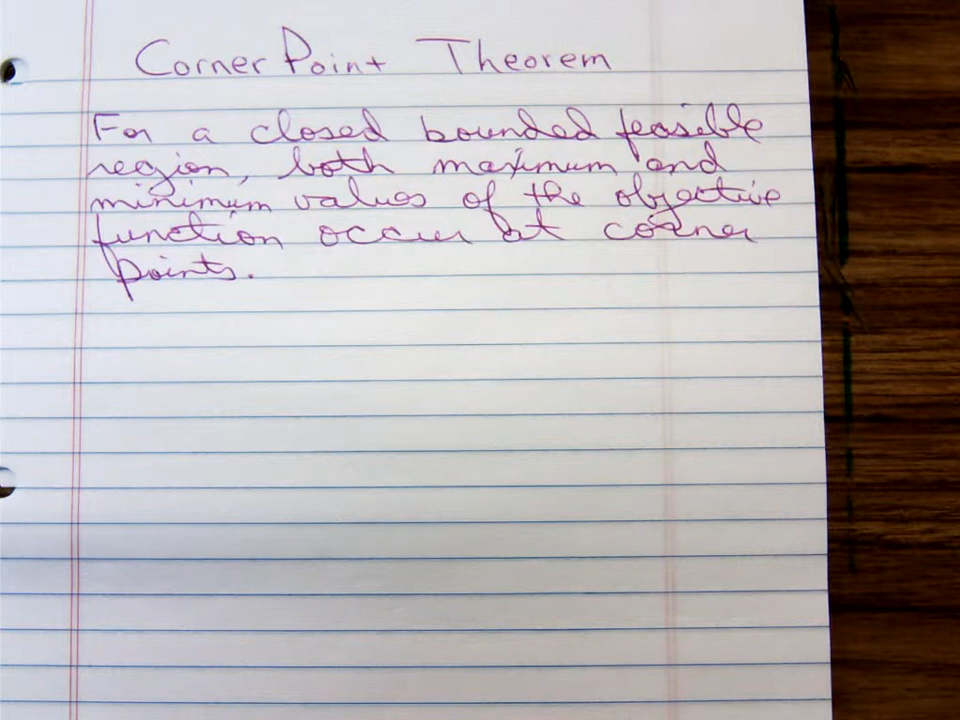 Corner Point Theorem
For a closed bounded feasible
region, both maximum and
minimum values of the objective
function occur at corner
points.